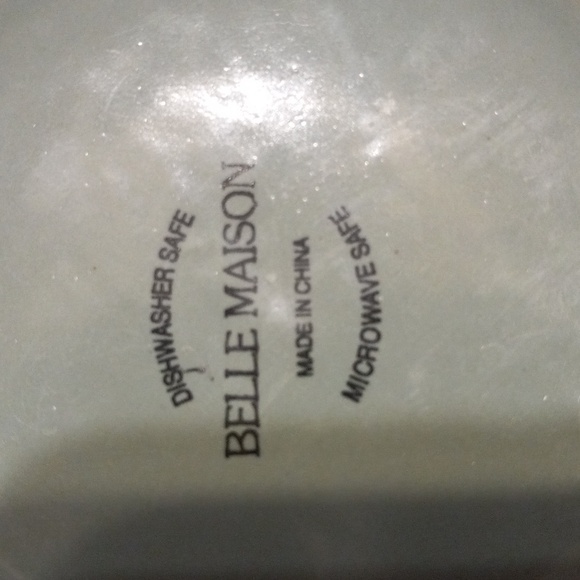 DISHWASHER SAFE
BELLE MAISON
MADE IN CHINA
MICROWAVE SAFE